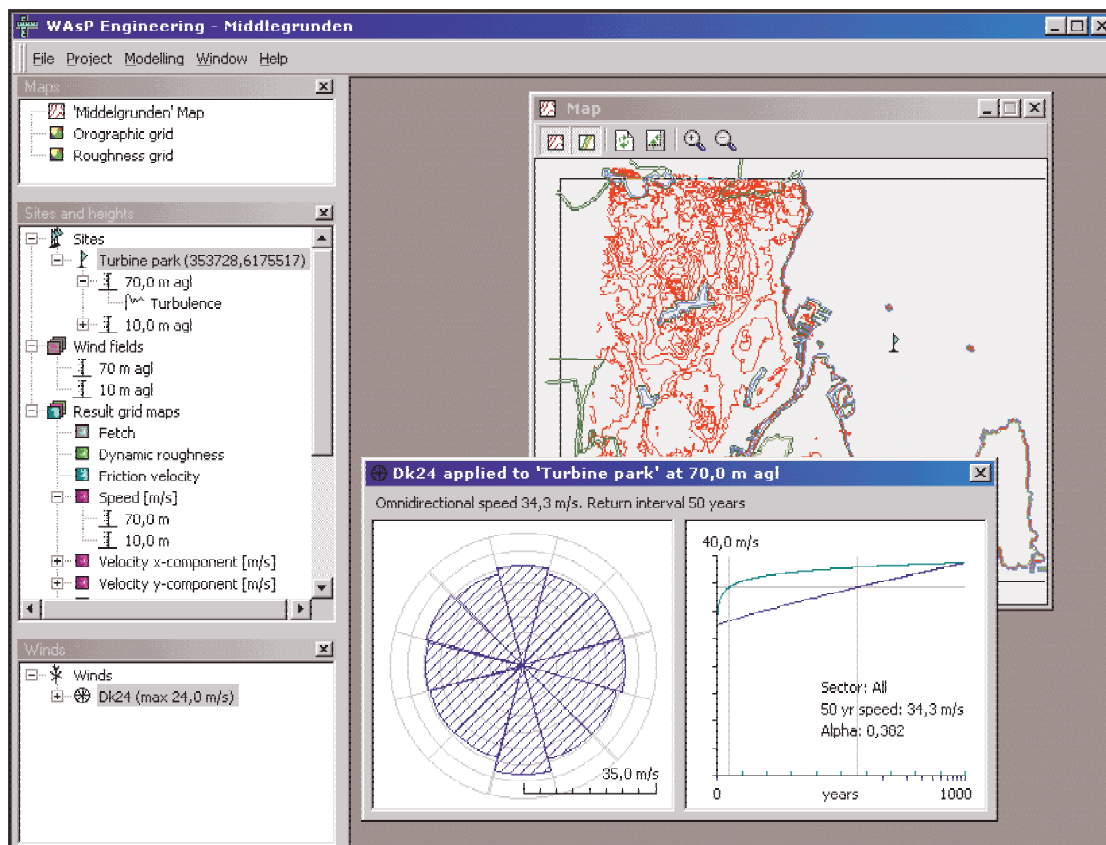 WAsP Engineering - Middlegrunden
File Project Modelling Window Help
Maps
'Middelgrunden' Map
Orographic grid
Roughness grid
Sites and heights
Sites
Turbine park (353728,6175517)
70,0 m agl
Turbulence
10,0 m agl
Wind fields
70 m agl
10 m agl
Result grid maps
Fetch
Dynamic roughness
Friction velocity
Speed [m/s]
70,0 m
10,0 m
Velocity x-component [m/s]
Velocity y-component [m/s]
Winds
Winds
Dk24 (max 24,0 m/s)
Map
Dk24 applied to 'Turbine park' at 70,0 m agl
Omnidirectional speed 34,3 m/s. Return interval 50 years
35,0 m/s
40,0 m/s
Sector: All
50 yr speed: 34,3 m/s
Alpha: 0,382
0 years 1000